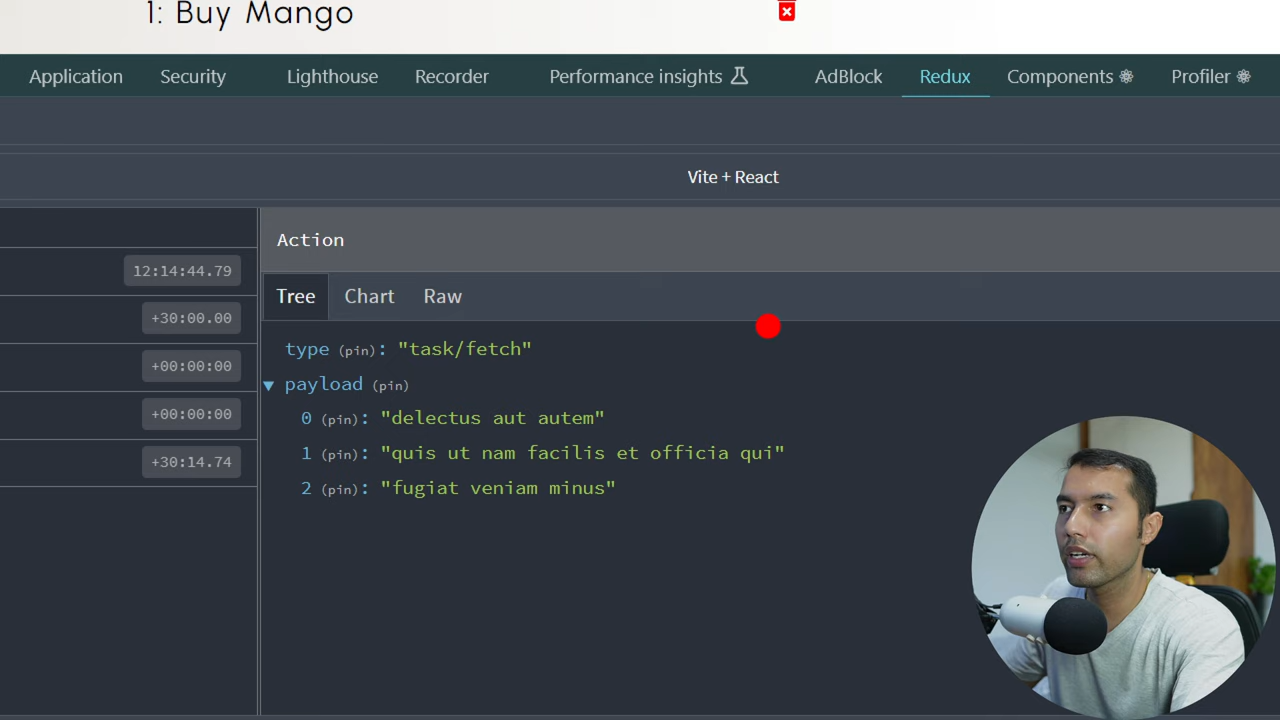 1: Buy Mango
Application Security Lighthouse Recorder Performance insights AdBlock Redux Components Profiler
Vite + React
Action
12:14:44.79
Tree Chart Raw
+30:00.00
type (pin): "task/fetch"
+00:00:00
payload (pin)
+00:00:00
0 (pin): "delectus aut autem"
1 (pin): "quis ut nam facilis et officia qui"
+30:14.74
2 (pin): "fugiat veniam minus"